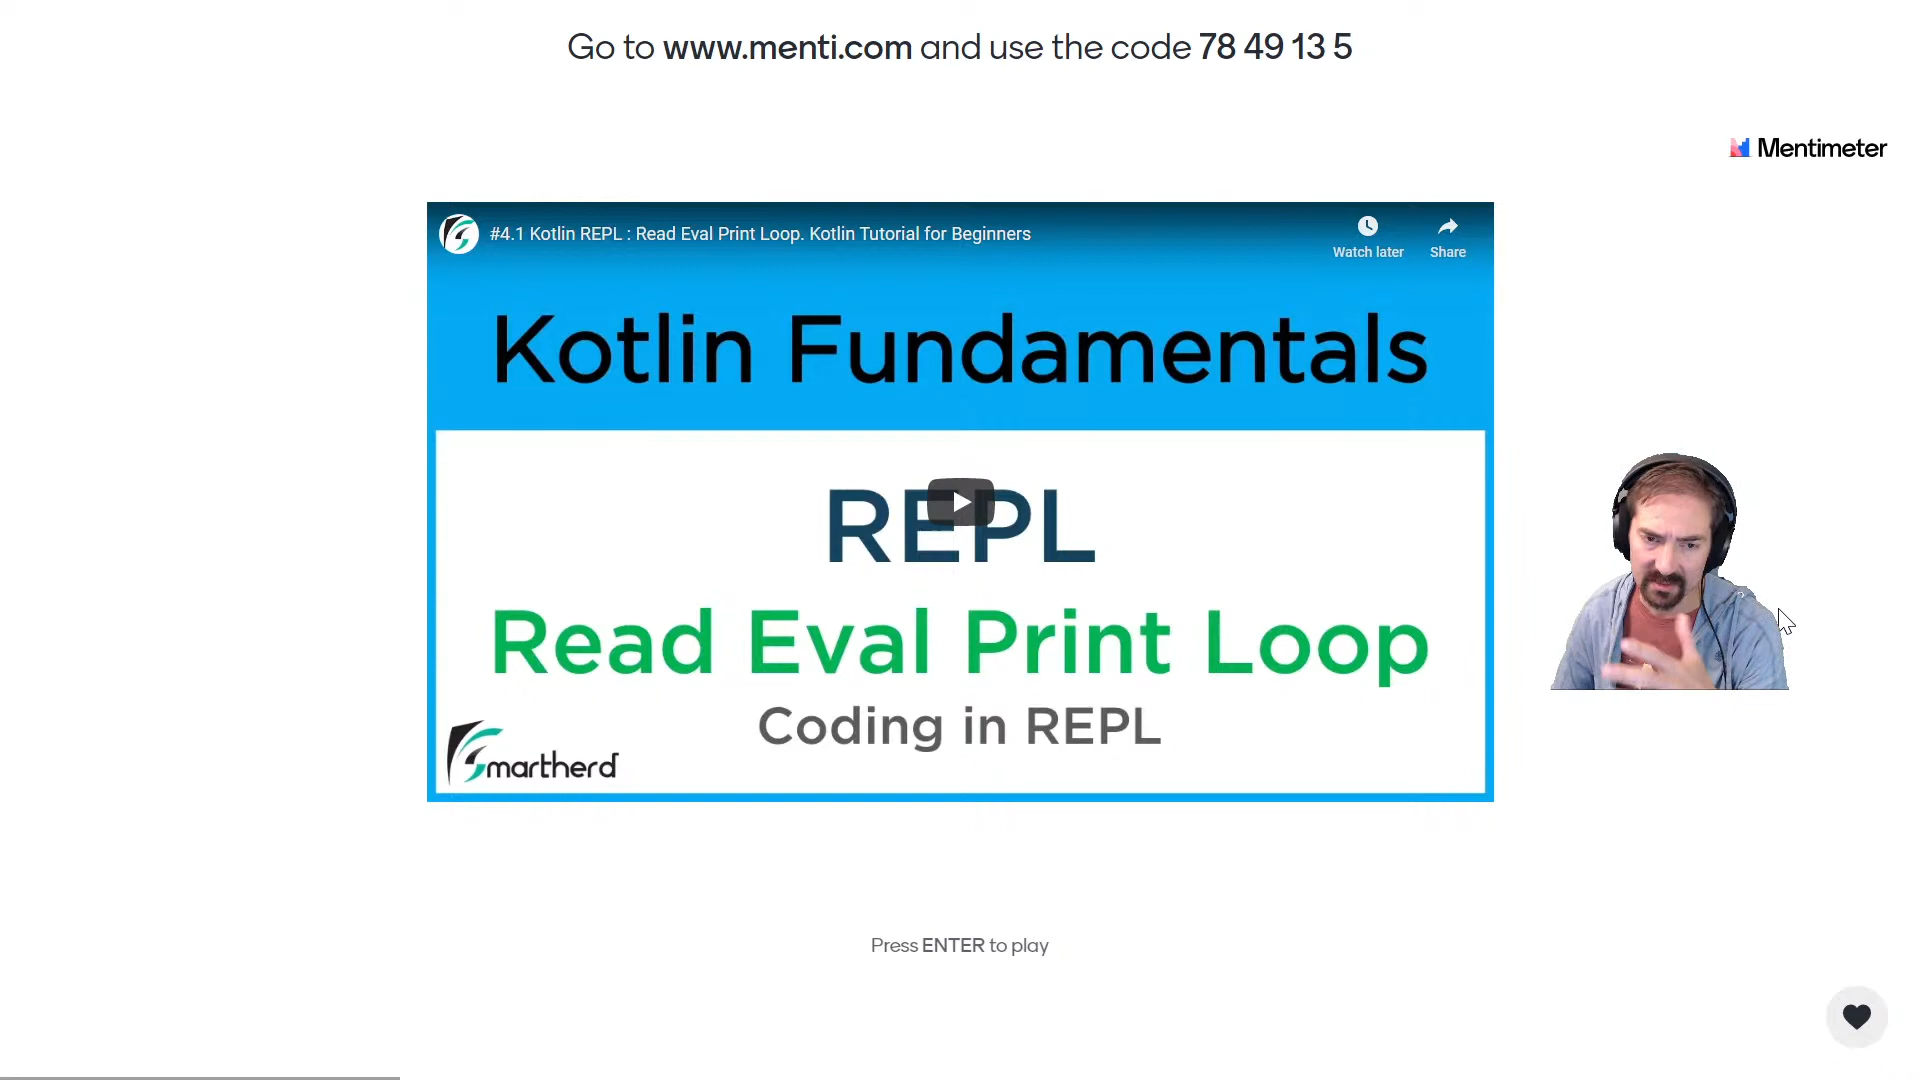 Go to www.menti.com and use the code 78 49 13 5
Mentimeter
#4.1 Kotlin REPL : Read Eval Print Loop. Kotlin Tutorial for Beginners
Watch later
Share
Kotlin Fundamentals
REPL
Read Eval Print Loop
Coding in REPL
Smartherd
Press ENTER to play